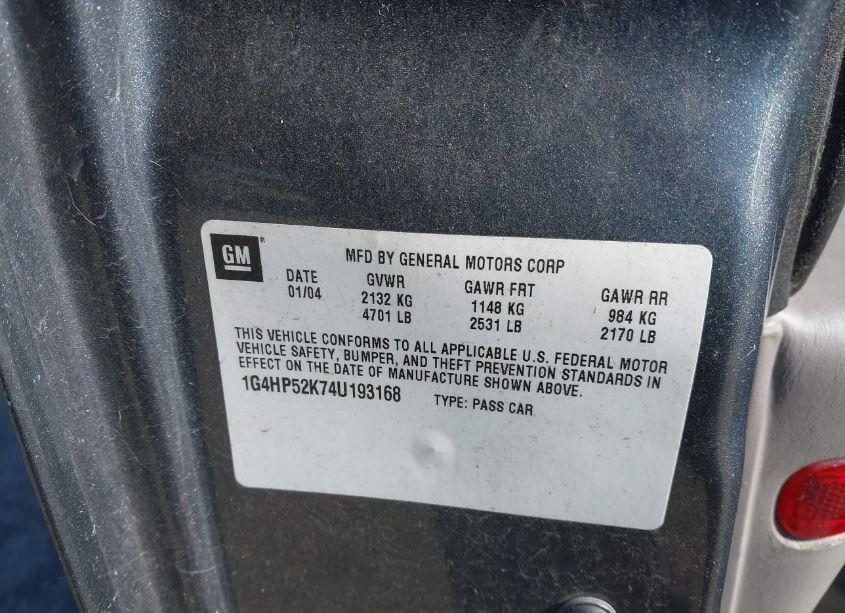 GM®
MFD BY GENERAL MOTORS CORP
DATE GVWR GAWR FRT GAWR RR
01/04 2132 KG 1148 KG 984 KG
4701 LB 2531 LB 2170 LB
THIS VEHICLE CONFORMS TO ALL APPLICABLE U.S. FEDERAL MOTOR
VEHICLE SAFETY, BUMPER, AND THEFT PREVENTION STANDARDS IN
EFFECT ON THE DATE OF MANUFACTURE SHOWN ABOVE.
1G4HP52K74U193168 TYPE: PASS CAR